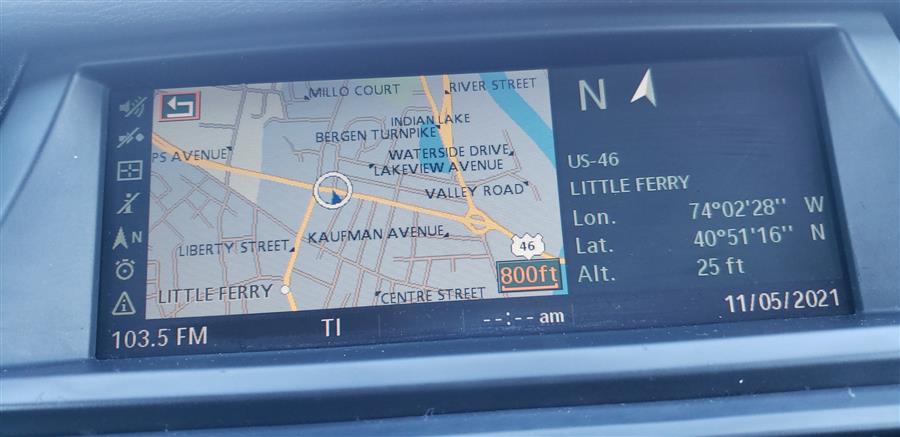 MILLO COURT
RIVER STREET
INDIAN LAKE
BERGEN TURNPIKE
PS AVENUE
WATERSIDE DRIVE
LAKEVIEW AVENUE
VALLEY ROAD
LIBERTY STREET
KAUFMAN AVENUE
46
800ft
LITTLE FERRY
CENTRE STREET
N
N
US-46
LITTLE FERRY
Lon. 74°02'28'' W
Lat. 40°51'16'' N
Alt. 25 ft
103.5 FM
TI
--:-- am
11/05/2021